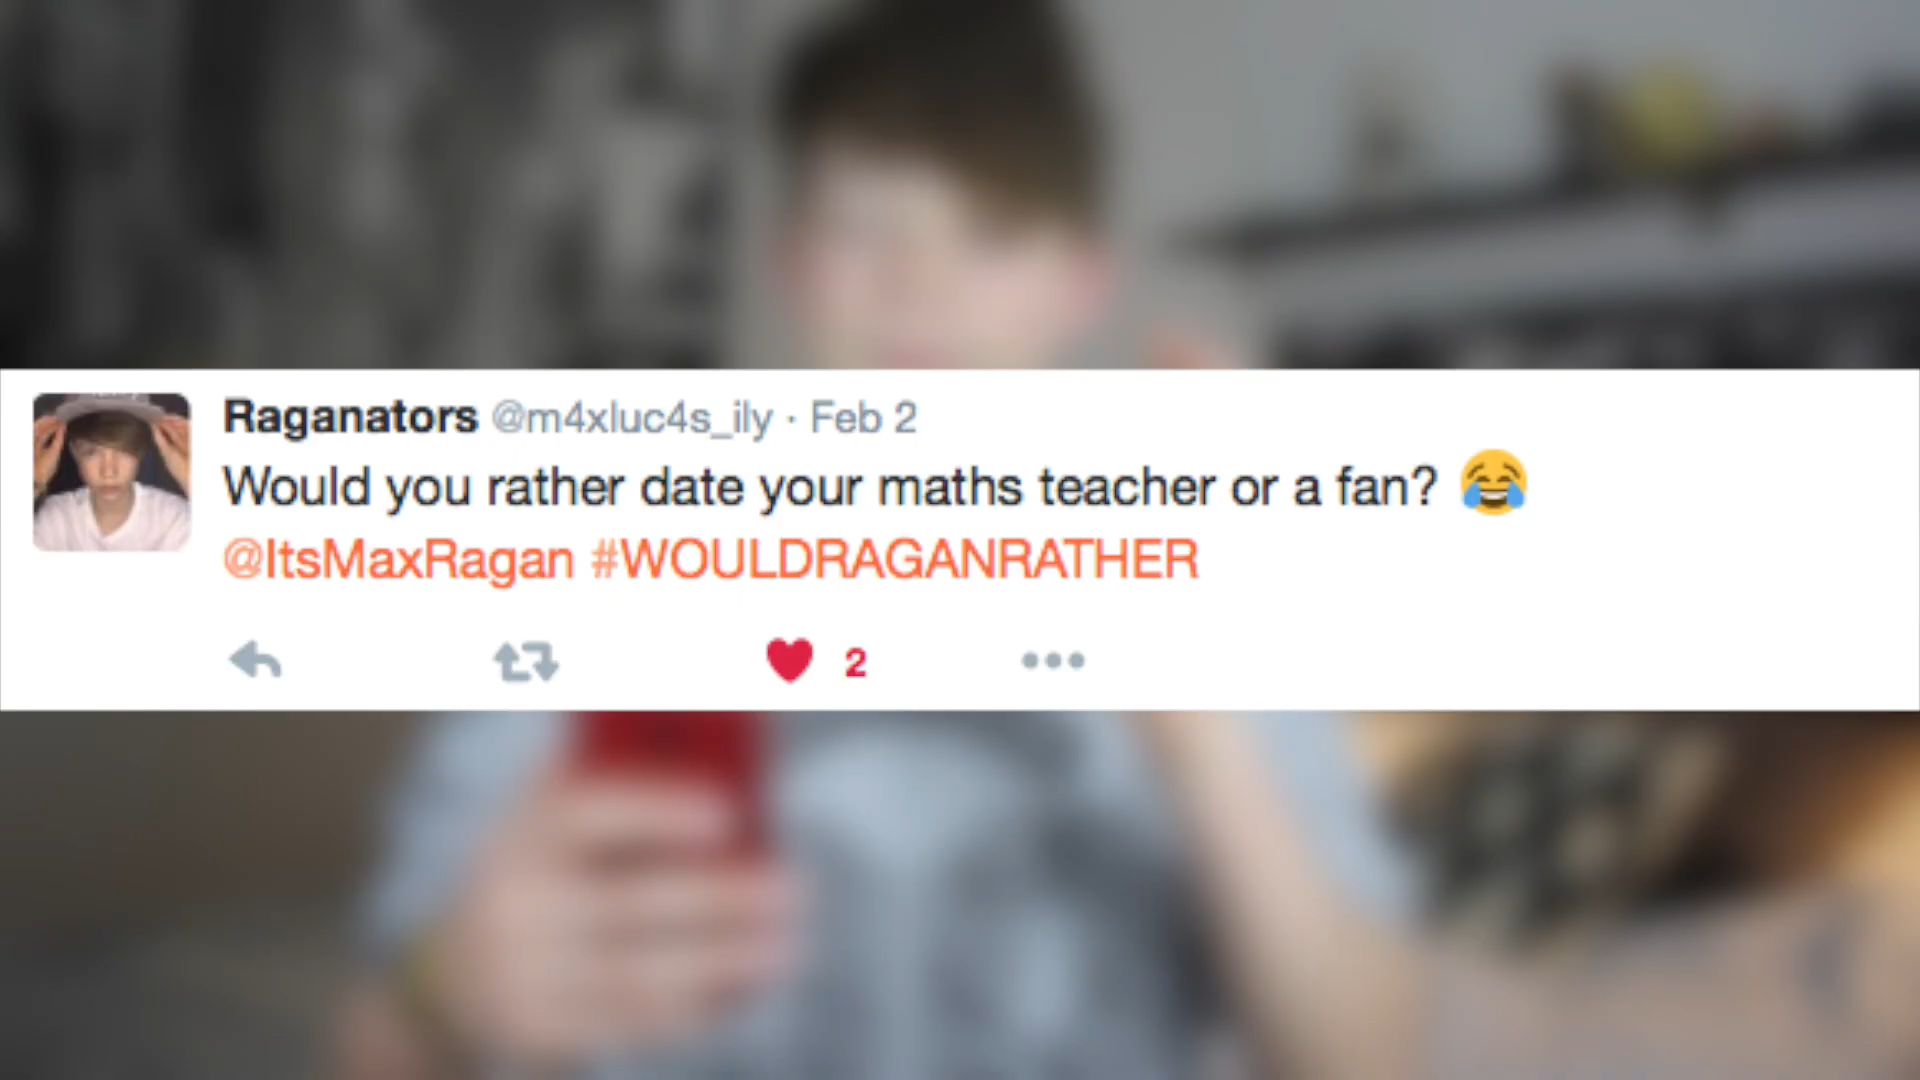 Raganators @m4xluc4s_ily · Feb 2
Would you rather date your maths teacher or a fan? 😂
@ItsMaxRagan #WOULDRAGANRATHER
2